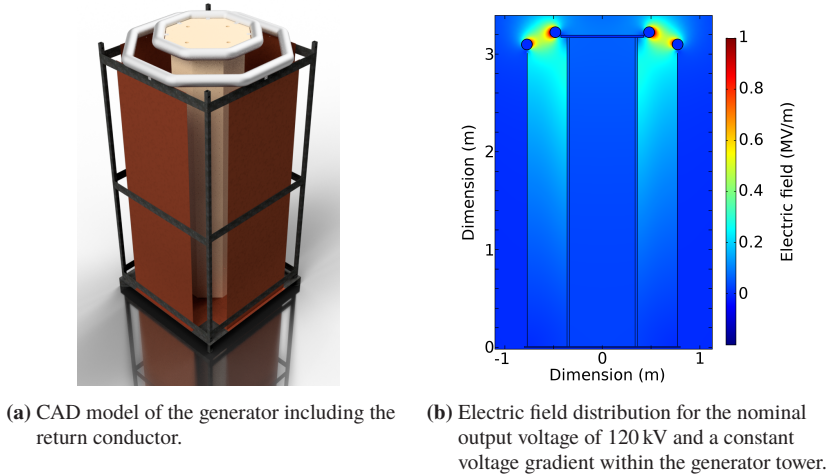 3
2
1
0
-1
0
1
Dimension (m)
Dimension (m)
1
0.8
0.6
0.4
0.2
0
Electric field (MV/m)
(a) CAD model of the generator including the
return conductor.
(b) Electric field distribution for the nominal
output voltage of 120 kV and a constant
voltage gradient within the generator tower.